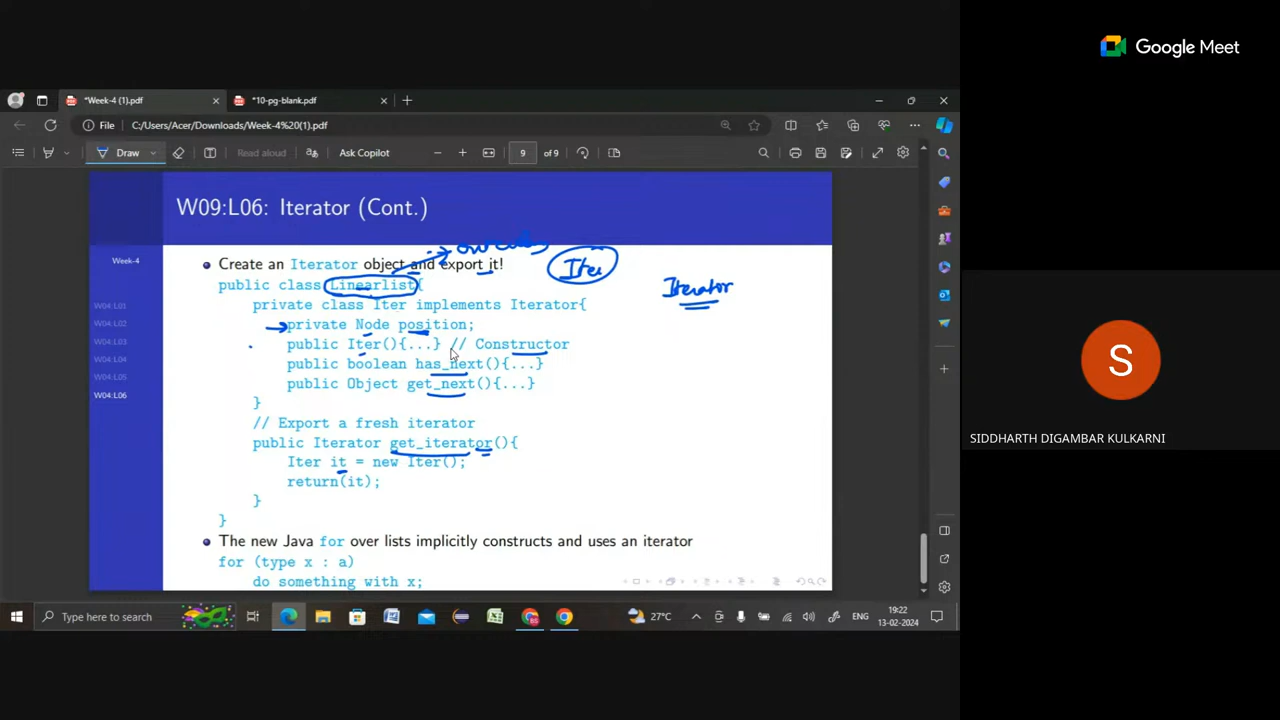 Google Meet
*Week-4 (1).pdf
*10-pg-blank.pdf
File C:/Users/Acer/Downloads/Week-4%20(1).pdf
Draw Read aloud Ask Copilot 9 of 9
W09:L06: Iterator (Cont.)
Week-4
W04:L01
W04:L02
W04:L03
W04:L04
W04:L05
W04:L06
Create an Iterator object and export it!
Iter
Iterator
public class Linearlist{
private class Iter implements Iterator{
private Node position;
public Iter(){...} // Constructor
public boolean has_next(){...}
public Object get_next(){...}
}
// Export a fresh iterator
public Iterator get_iterator(){
Iter it = new Iter();
return(it);
}
}
The new Java for over lists implicitly constructs and uses an iterator
for (type x : a)
do something with x;
S
SIDDHARTH DIGAMBAR KULKARNI
Type here to search
27°C
ENG
19:22
13-02-2024